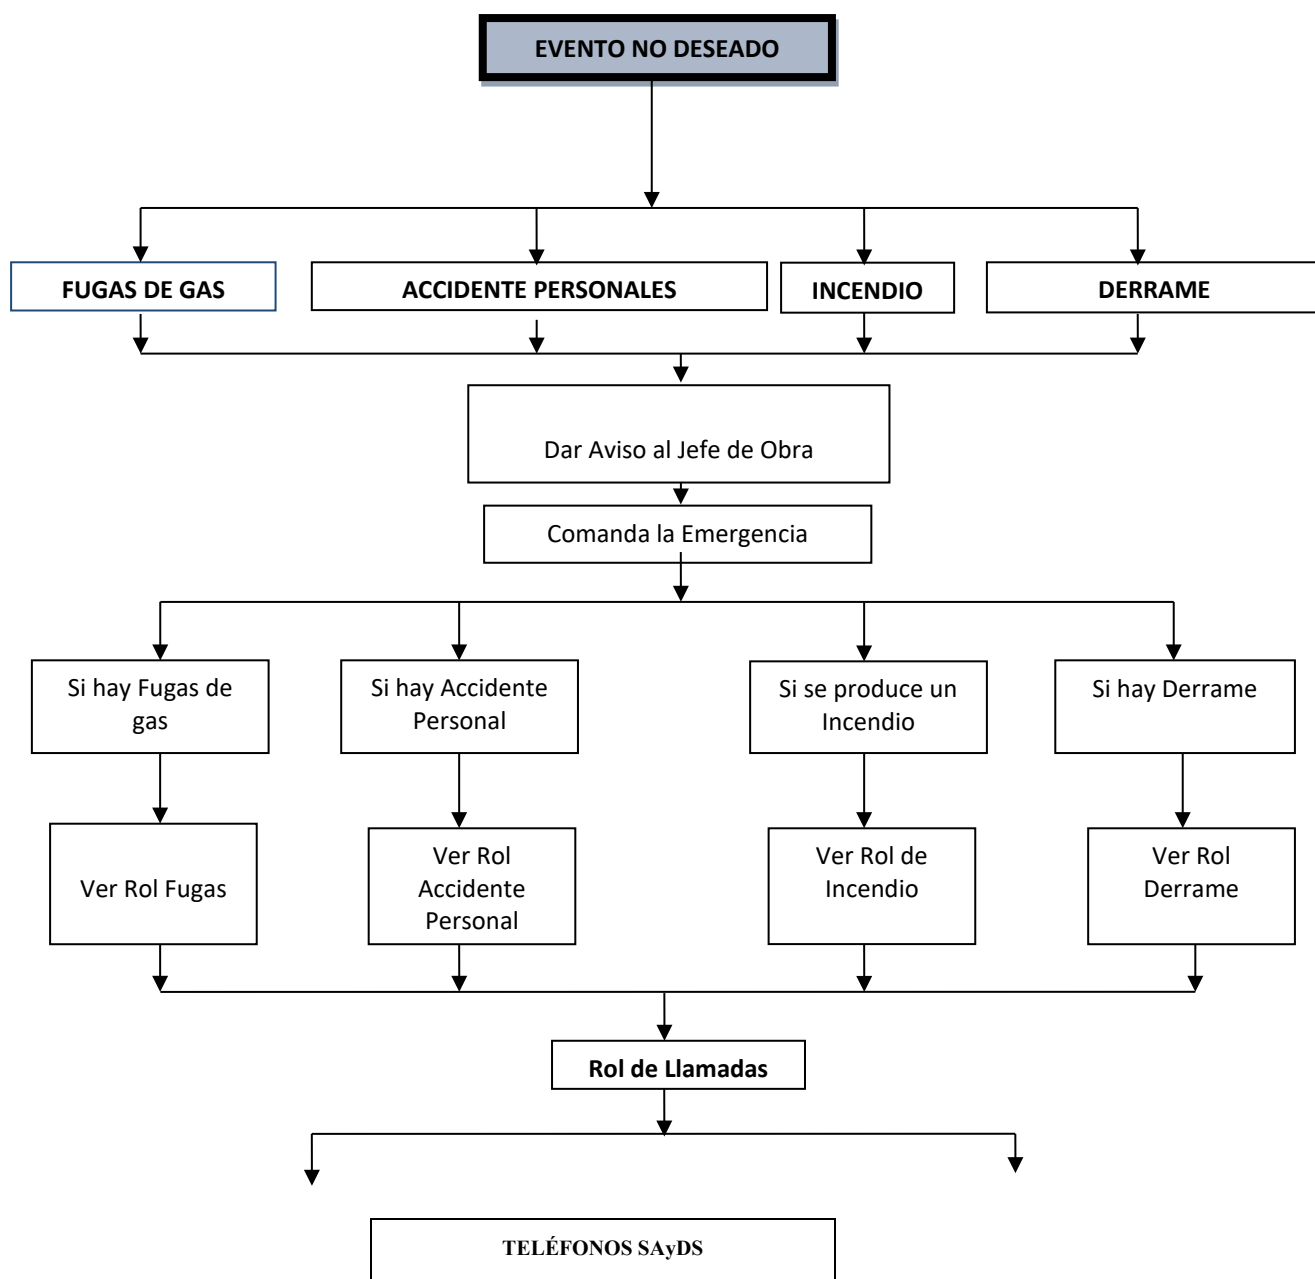 EVENTO NO DESEADO
FUGAS DE GAS
ACCIDENTE PERSONALES
INCENDIO
DERRAME
Dar Aviso al Jefe de Obra
Comanda la Emergencia
Si hay Fugas de
gas
Si hay Accidente
Personal
Si se produce un
Incendio
Si hay Derrame
Ver Rol Fugas
Ver Rol
Accidente
Personal
Ver Rol de
Incendio
Ver Rol
Derrame
Rol de Llamadas
TELÉFONOS SAyDS